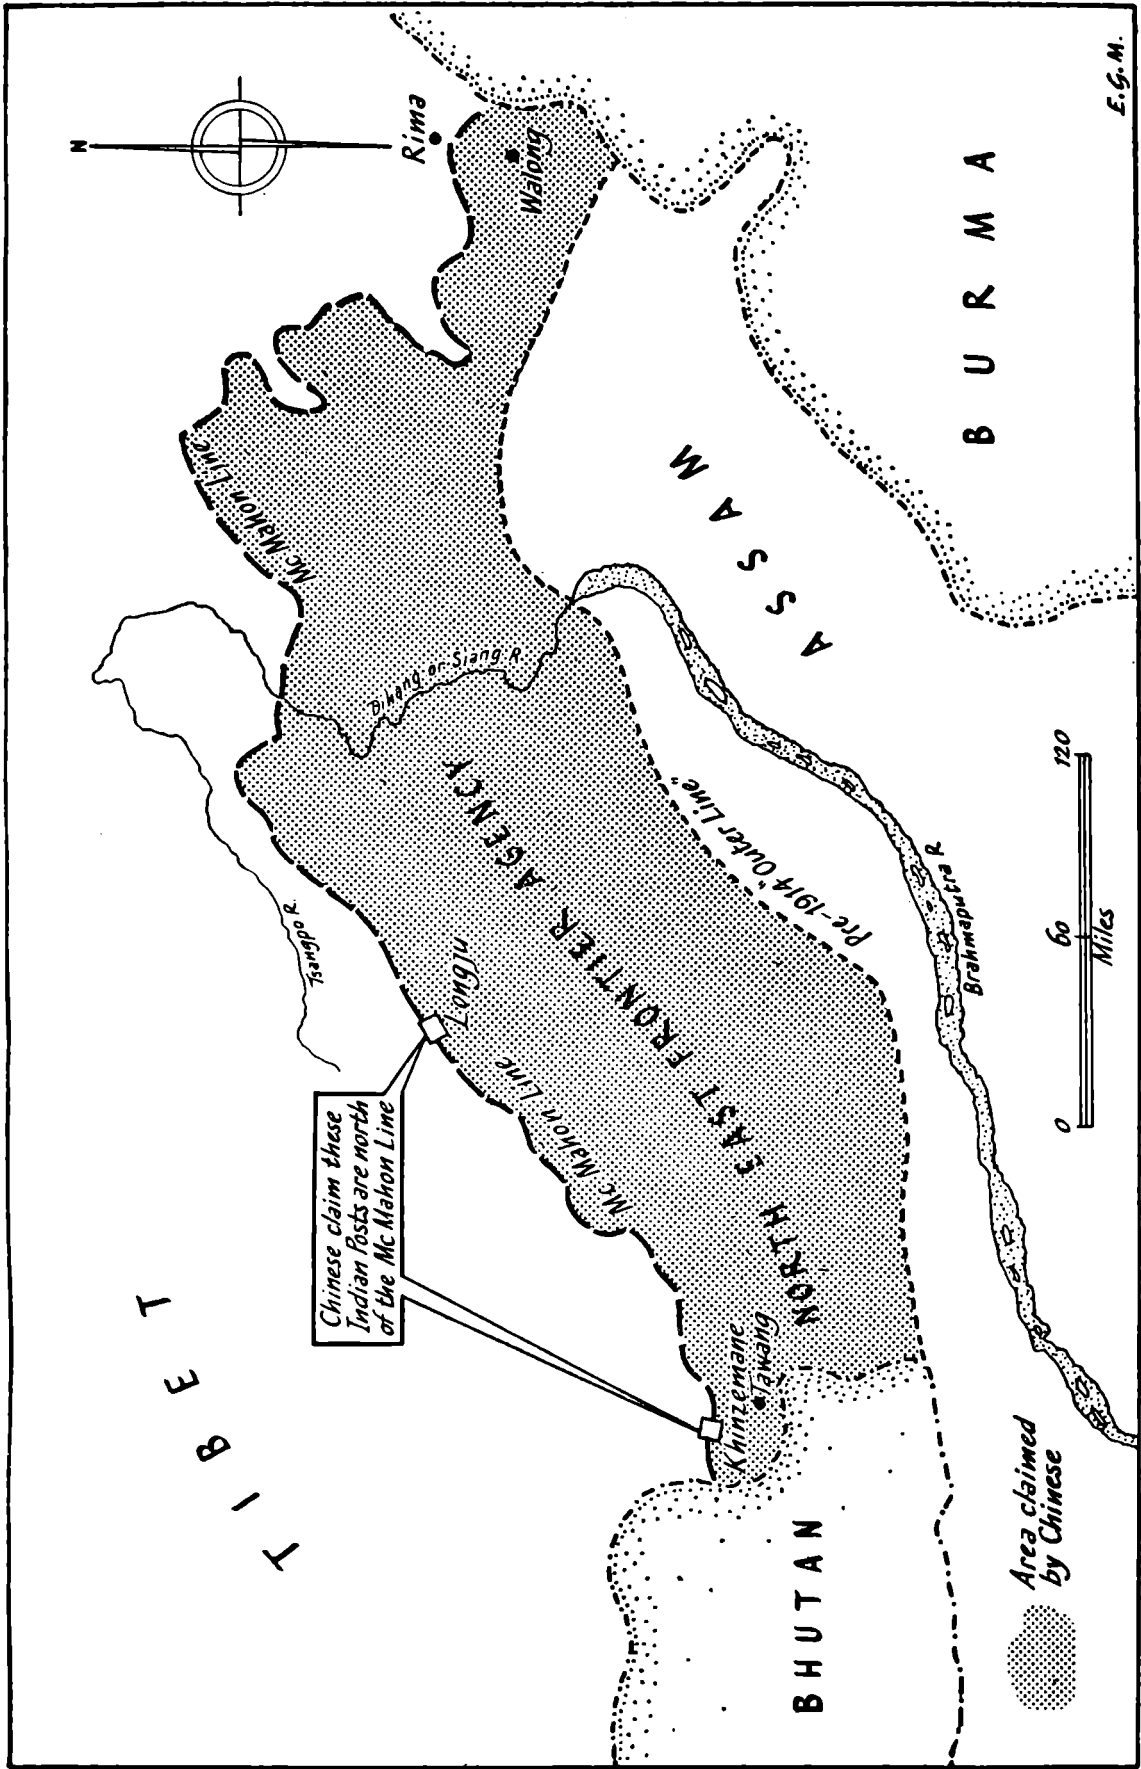 N
TIBET
Rima
Walong
Mc Mahon Line
Tsangpo R.
Dihang or Siang R
Chinese claim these
Indian Posts are north
of the Mc Mahon Line
Longju
Mc Mahon Line
NORTH EAST FRONTIER AGENCY
Khinzemane
Tawang
BHUTAN
Pre-1914 "Outer Line"
ASSAM
BURMA
Brahmaputra R
Area claimed
by Chinese
0 60 120
Miles
E.G.M.